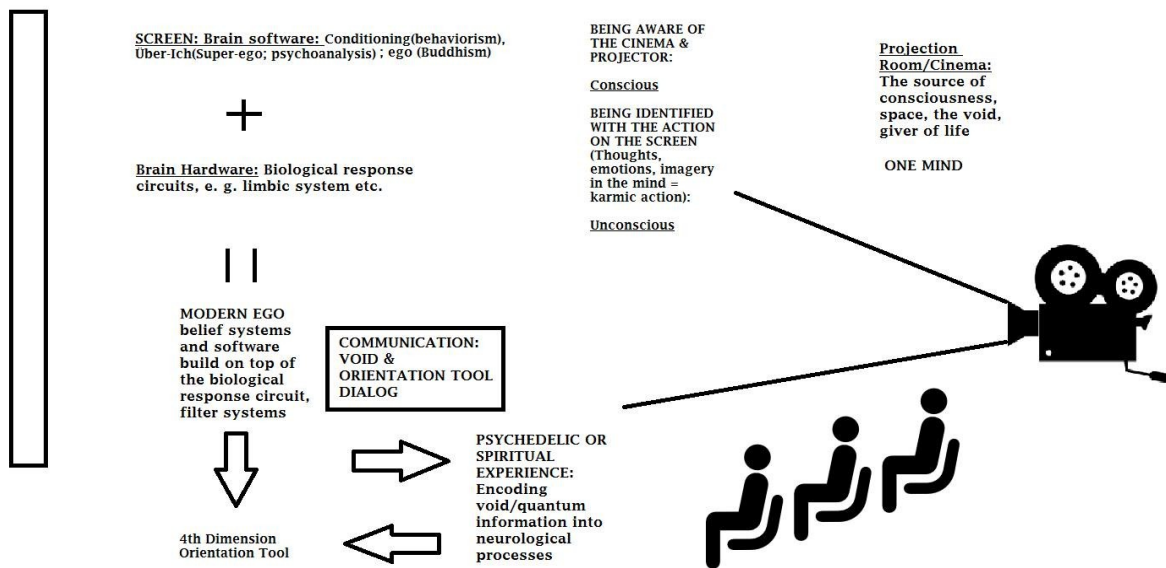 SCREEN: Brain software: Conditioning(behaviorism),
Über-Ich(Super-ego; psychoanalysis) ; ego (Buddhism)
+
Brain Hardware: Biological response
circuits, e. g. limbic system etc.
MODERN EGO
belief systems
and software
build on top of
the biological
response circuit,
filter systems
COMMUNICATION:
VOID &
ORIENTATION TOOL
DIALOG
4th Dimension
Orientation Tool
PSYCHEDELIC OR
SPIRITUAL
EXPERIENCE:
Encoding
void/quantum
information into
neurological
processes
BEING AWARE OF
THE CINEMA &
PROJECTOR:
Conscious
BEING IDENTIFIED
WITH THE ACTION
ON THE SCREEN
(Thoughts,
emotions, imagery
in the mind =
karmic action):
Unconscious
Projection
Room/Cinema:
The source of
consciousness,
space, the void,
giver of life
ONE MIND